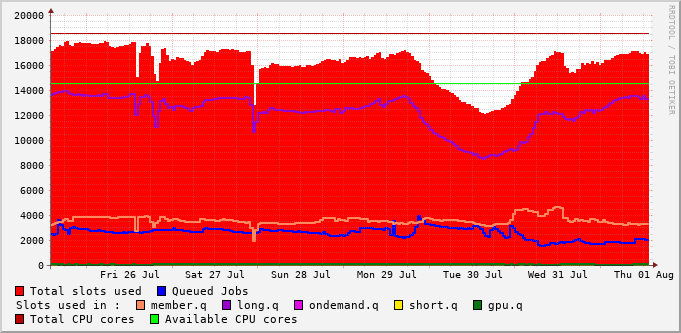 20000
18000
16000
14000
12000
10000
8000
6000
4000
2000
0
Fri 26 Jul Sat 27 Jul Sun 28 Jul Mon 29 Jul Tue 30 Jul Wed 31 Jul Thu 01 Aug
RRDTOOL / TOBI OETIKER
Total slots used Queued Jobs
Slots used in : member.q long.q ondemand.q short.q gpu.q
Total CPU cores Available CPU cores